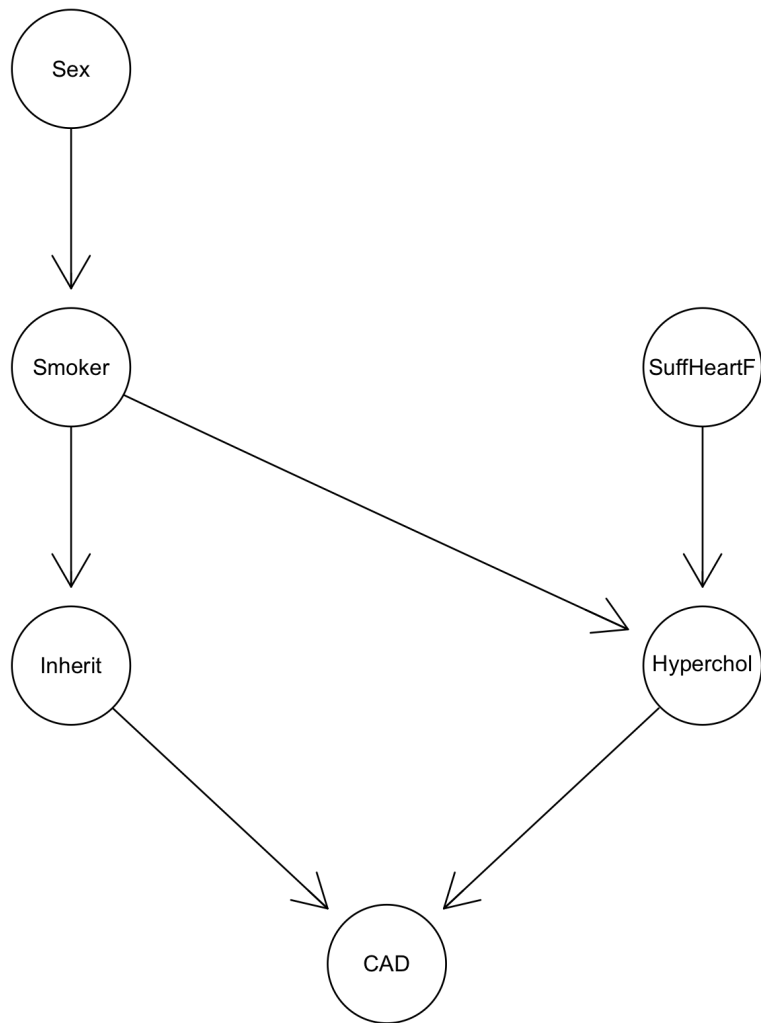 Sex
Smoker
SuffHeartF
Inherit
Hyperchol
CAD